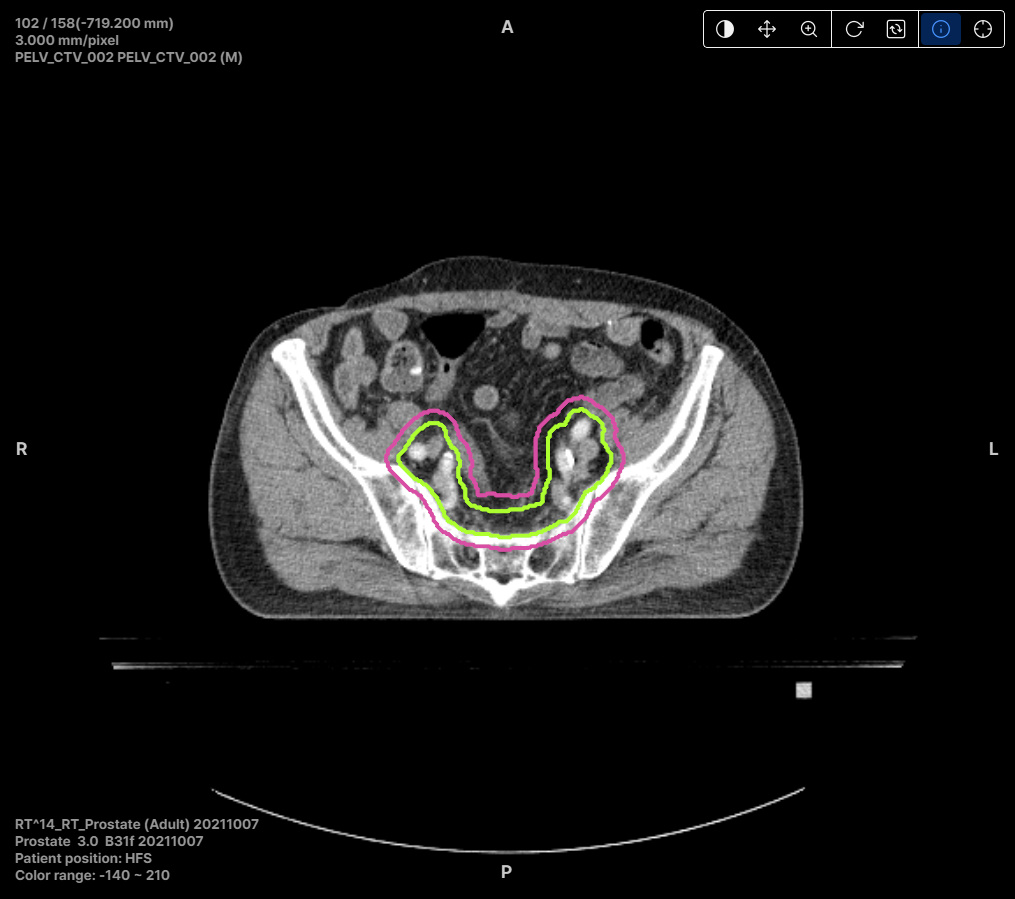 102 / 158(-719.200 mm)
3.000 mm/pixel
PELV_CTV_002 PELV_CTV_002 (M)
A
R
L
RT^14_RT_Prostate (Adult) 20211007
Prostate  3.0  B31f 20211007
Patient position: HFS
Color range: -140 ~ 210
P